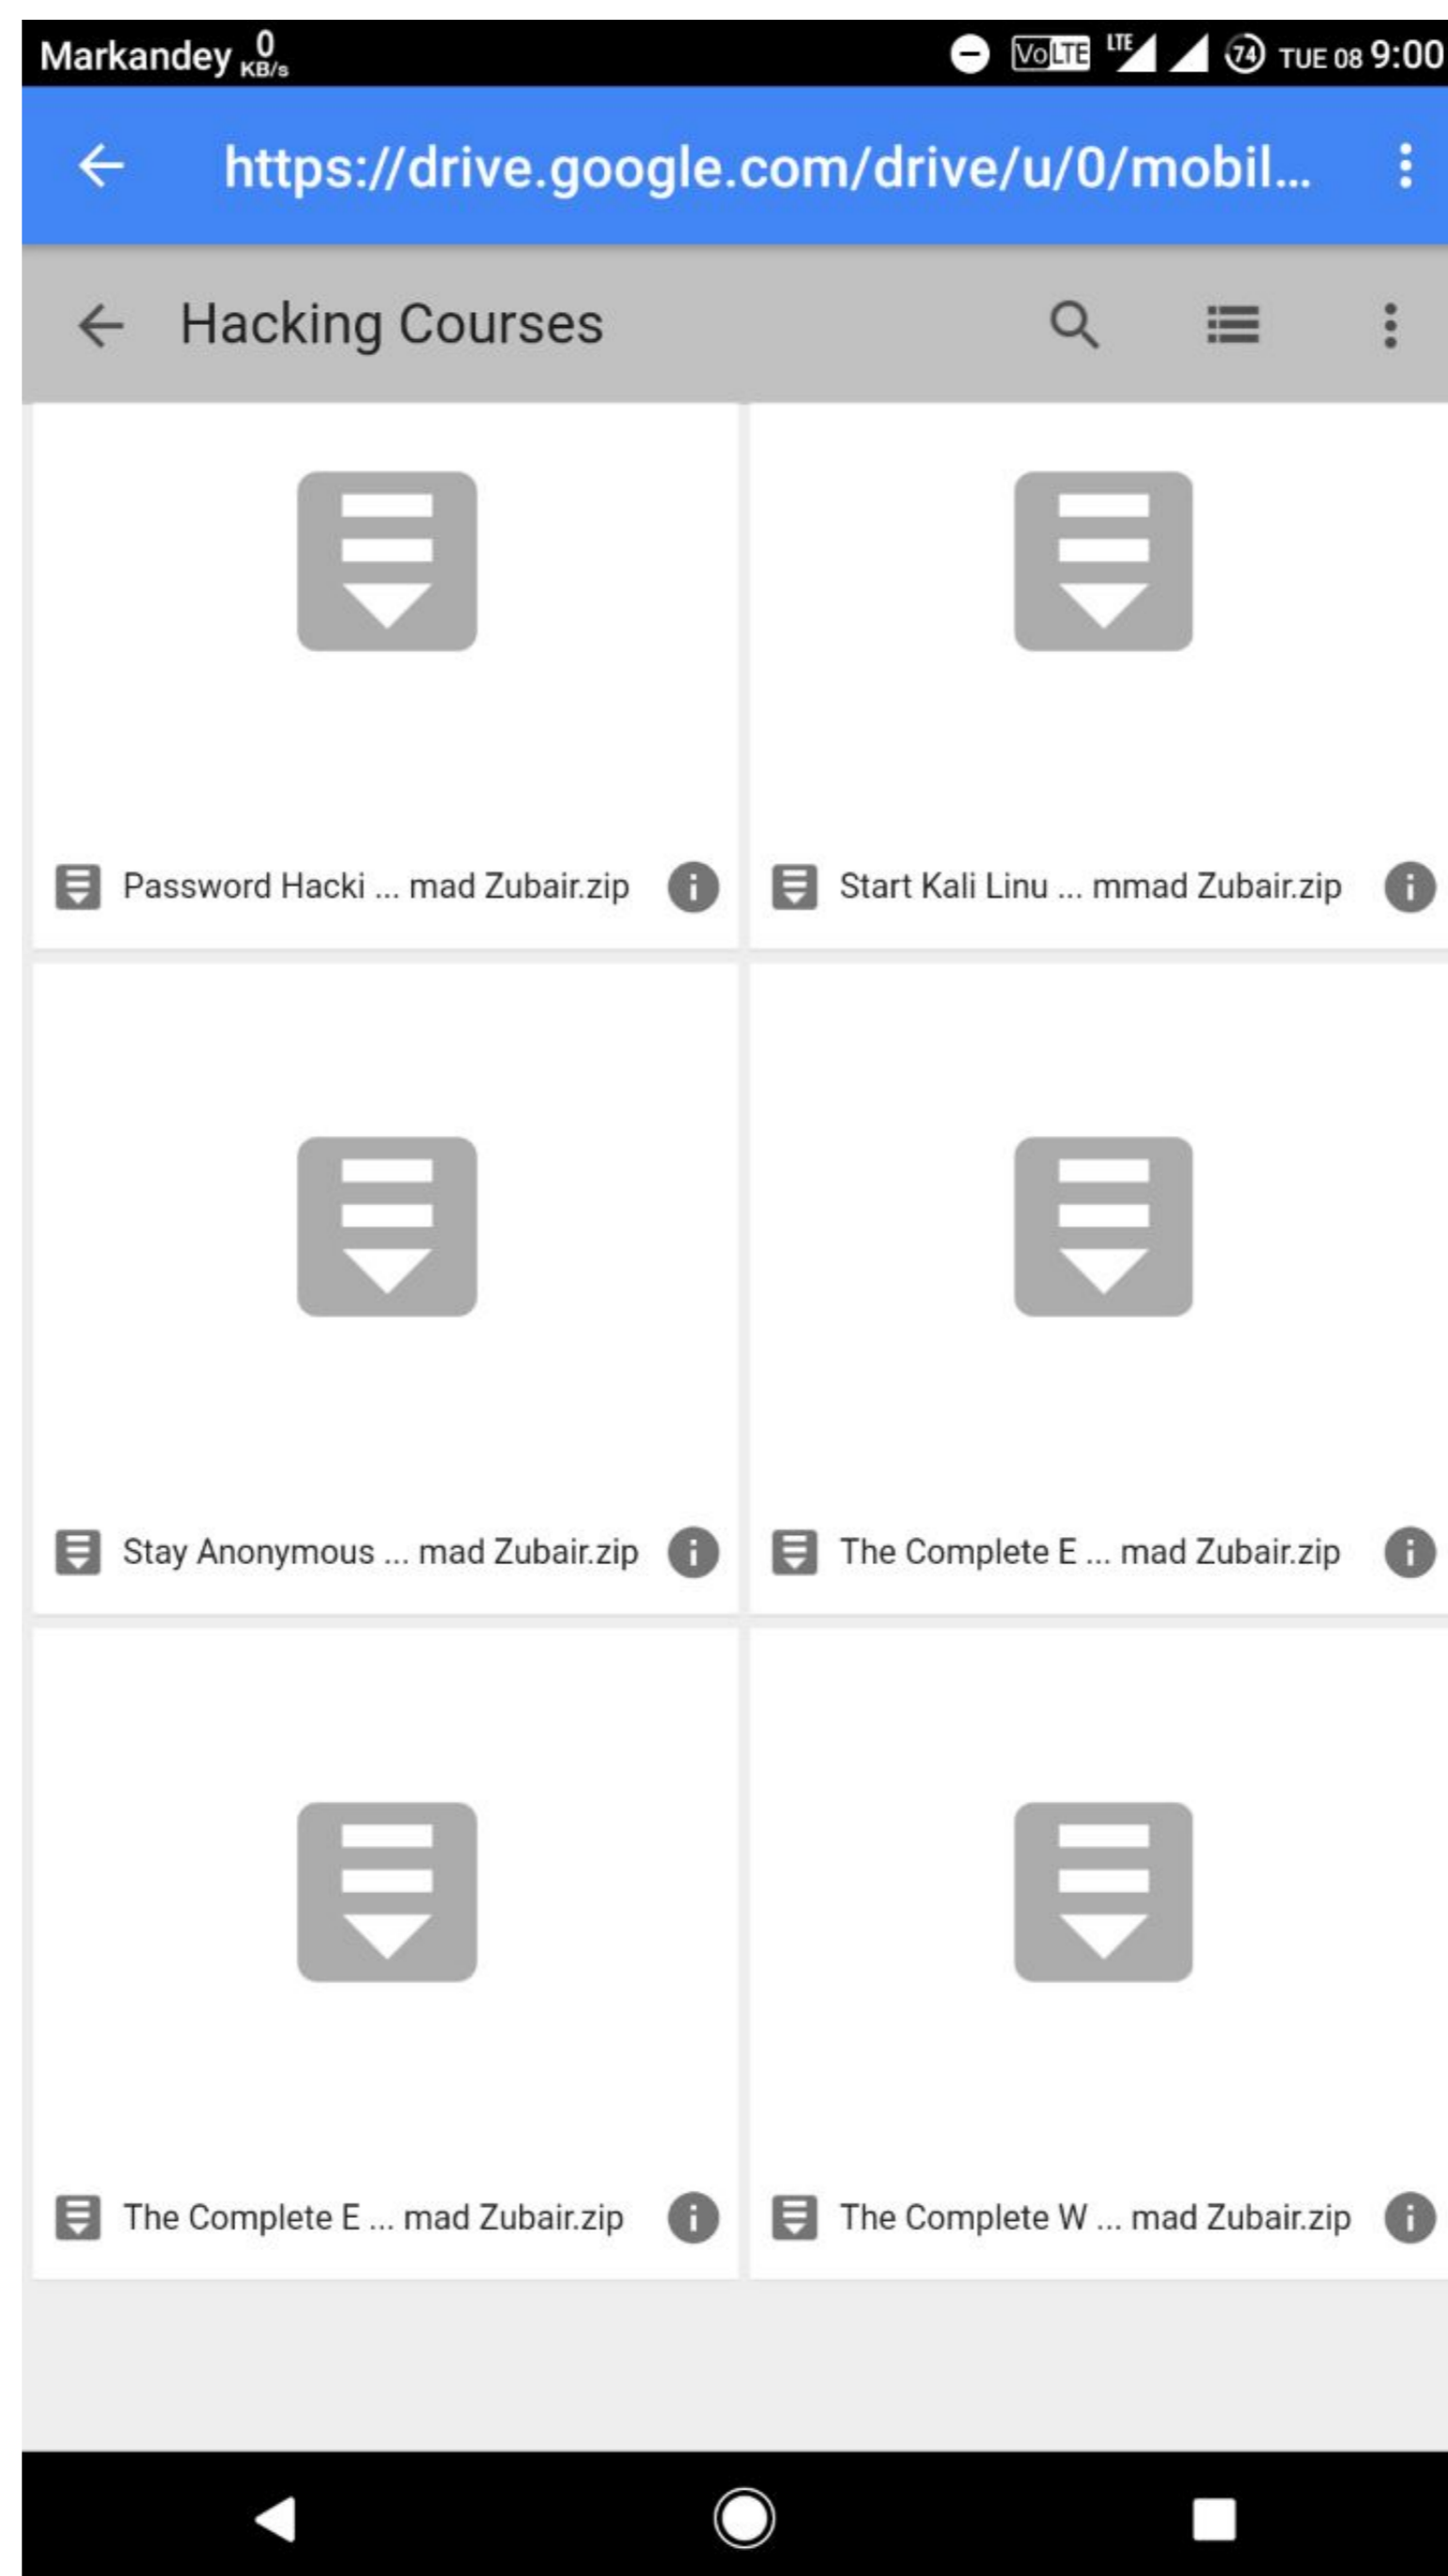 Markandey 0 KB/s VoLTE LTE 74 TUE 08 9:00
https://drive.google.com/drive/u/0/mobil...
Hacking Courses
Password Hacki ... mad Zubair.zip
Start Kali Linu ... mmad Zubair.zip
Stay Anonymous ... mad Zubair.zip
The Complete E ... mad Zubair.zip
The Complete E ... mad Zubair.zip
The Complete W ... mad Zubair.zip